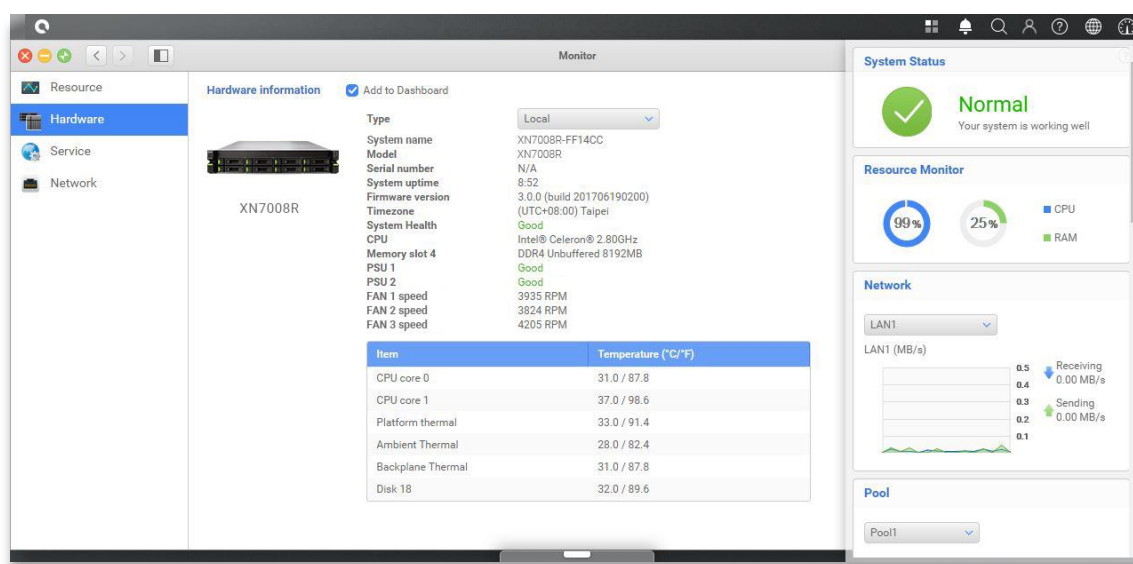 Monitor
Resource
Hardware
Service
Network
Hardware information
Add to Dashboard
XN7008R
Type Local
System name XN7008R-FF14CC
Model XN7008R
Serial number N/A
System uptime 8:52
Firmware version 3.0.0 (build 201706190200)
Timezone (UTC+08:00) Taipei
System Health Good
CPU Intel® Celeron® 2.80GHz
Memory slot 4 DDR4 Unbuffered 8192MB
PSU 1 Good
PSU 2 Good
FAN 1 speed 3935 RPM
FAN 2 speed 3824 RPM
FAN 3 speed 4205 RPM
Item Temperature (°C/°F)
CPU core 0 31.0 / 87.8
CPU core 1 37.0 / 98.6
Platform thermal 33.0 / 91.4
Ambient Thermal 28.0 / 82.4
Backplane Thermal 31.0 / 87.8
Disk 18 32.0 / 89.6
System Status
Normal
Your system is working well
Resource Monitor
99% 25%
CPU
RAM
Network
LAN1
LAN1 (MB/s)
0.5
0.4
0.3
0.2
0.1
Receiving
0.00 MB/s
Sending
0.00 MB/s
Pool
Pool1